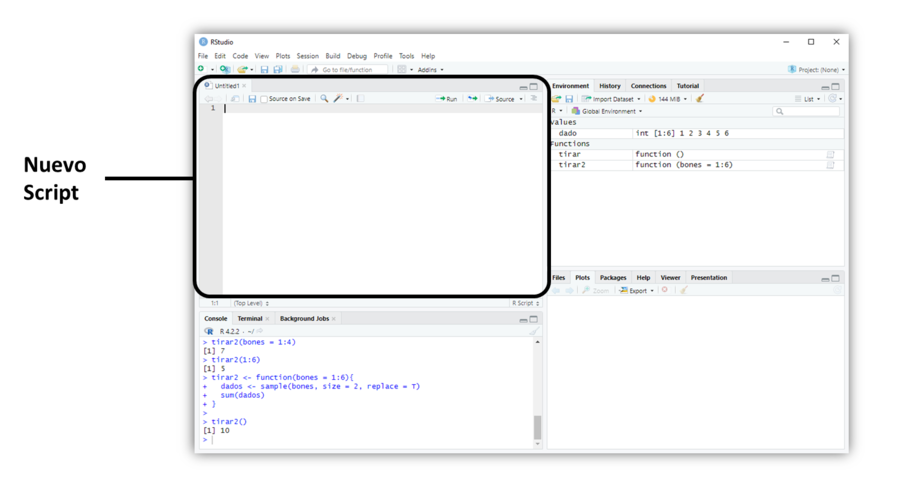 Nuevo
Script
RStudio
File Edit Code View Plots Session Build Debug Profile Tools Help
Go to file/function Addins Project: (None)
Untitled1
Source on Save Run Source
1
1:1 (Top Level) R Script
Console Terminal Background Jobs
R 4.2.2 · ~/
> tirar2(bones = 1:4)
[1] 7
> tirar2(1:6)
[1] 5
> tirar2 <- function(bones = 1:6){
+ dados <- sample(bones, size = 2, replace = T)
+ sum(dados)
+ }
>
> tirar2()
[1] 10
>
Environment History Connections Tutorial
Import Dataset 144 MiB List
R Global Environment
Values
dado int [1:6] 1 2 3 4 5 6
Functions
tirar function ()
tirar2 function (bones = 1:6)
Files Plots Packages Help Viewer Presentation
Zoom Export